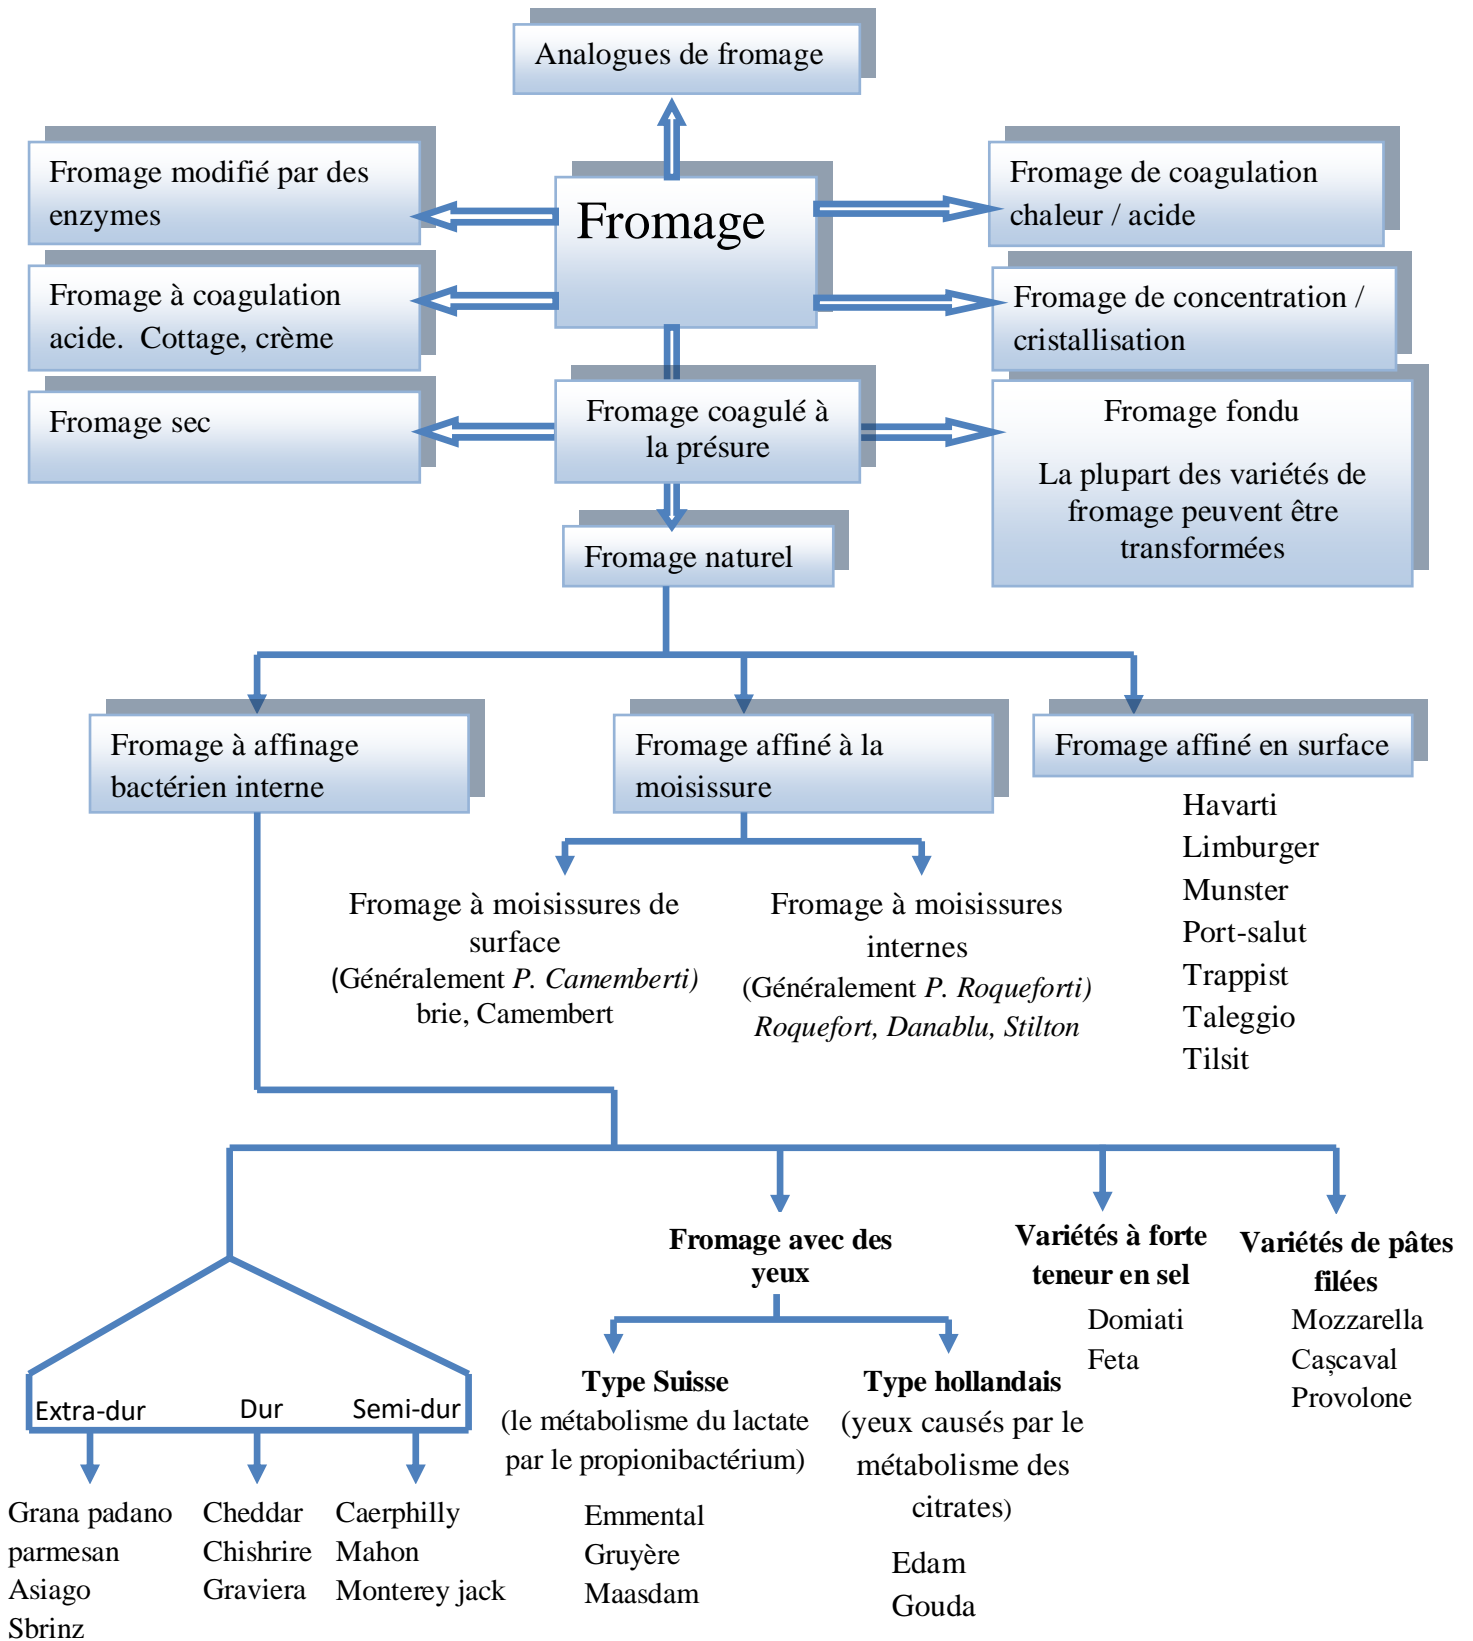 Analogues de fromage
Fromage modifié par des
enzymes
Fromage
Fromage de coagulation
chaleur / acide
Fromage à coagulation
acide.  Cottage, crème
Fromage de concentration /
cristallisation
Fromage sec
Fromage coagulé à
la présure
Fromage fondu
La plupart des variétés de
fromage peuvent être
transformées
Fromage naturel
Fromage à affinage
bactérien interne
Fromage affiné à la
moisissure
Fromage affiné en surface
Havarti
Limburger
Munster
Port-salut
Trappist
Taleggio
Tilsit
Fromage à moisissures de
surface
(Généralement P. Camemberti)
brie, Camembert
Fromage à moisissures
internes
(Généralement P. Roqueforti)
Roquefort, Danablu, Stilton
Fromage avec des
yeux
Variétés à forte
teneur en sel
Domiati
Feta
Variétés de pâtes
filées
Mozzarella
Cașcaval
Provolone
Type Suisse
(le métabolisme du lactate
par le propionibactérium)
Emmental
Gruyère
Maasdam
Type hollandais
(yeux causés par le
métabolisme des
citrates)
Edam
Gouda
Extra-dur
Dur
Semi-dur
Grana padano
parmesan
Asiago
Sbrinz
Cheddar
Chishrire
Graviera
Caerphilly
Mahon
Monterey jack